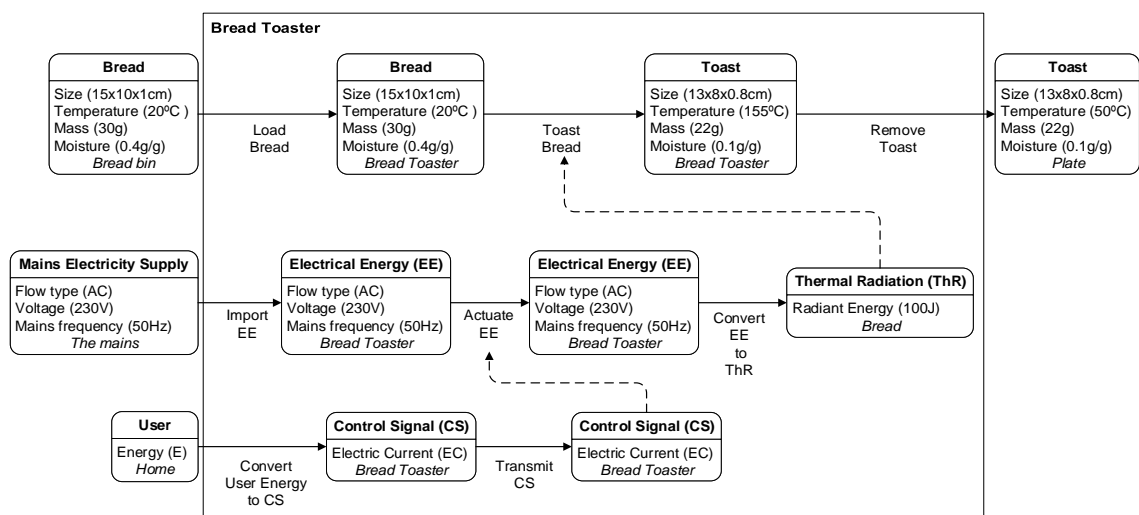 Bread Toaster
Bread
Size (15x10x1cm)
Temperature (20ºC )
Mass (30g)
Moisture (0.4g/g)
Bread bin
Load
Bread
Bread
Size (15x10x1cm)
Temperature (20ºC )
Mass (30g)
Moisture (0.4g/g)
Bread Toaster
Toast
Bread
Toast
Size (13x8x0.8cm)
Temperature (155ºC)
Mass (22g)
Moisture (0.1g/g)
Bread Toaster
Remove
Toast
Toast
Size (13x8x0.8cm)
Temperature (50ºC)
Mass (22g)
Moisture (0.1g/g)
Plate
Mains Electricity Supply
Flow type (AC)
Voltage (230V)
Mains frequency (50Hz)
The mains
Import
EE
Electrical Energy (EE)
Flow type (AC)
Voltage (230V)
Mains frequency (50Hz)
Bread Toaster
Actuate
EE
Electrical Energy (EE)
Flow type (AC)
Voltage (230V)
Mains frequency (50Hz)
Bread Toaster
Convert
EE
to
ThR
Thermal Radiation (ThR)
Radiant Energy (100J)
Bread
User
Energy (E)
Home
Convert
User Energy
to CS
Control Signal (CS)
Electric Current (EC)
Bread Toaster
Transmit
CS
Control Signal (CS)
Electric Current (EC)
Bread Toaster